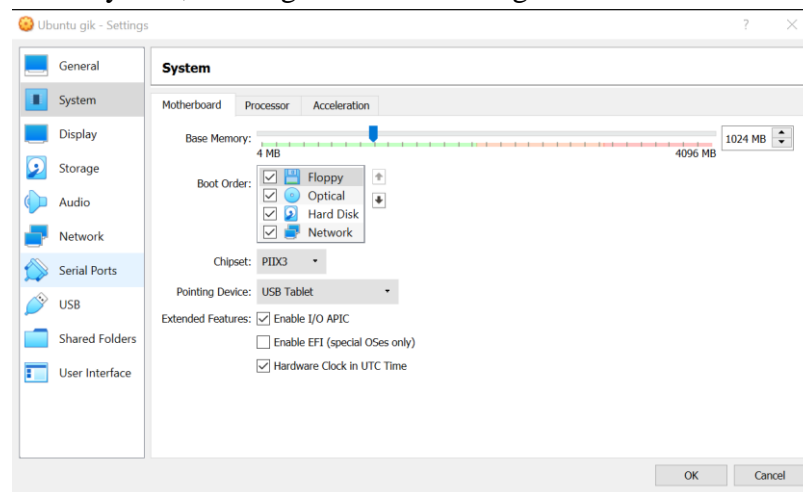 Ubuntu gik - Settings
?
General
System
Display
Storage
Audio
Network
Serial Ports
USB
Shared Folders
User Interface
System
Motherboard Processor Acceleration
Base Memory: 1024 MB
4 MB 4096 MB
Boot Order: Floppy
Optical
Hard Disk
Network
Chipset: PIIX3
Pointing Device: USB Tablet
Extended Features: Enable I/O APIC
Enable EFI (special OSes only)
Hardware Clock in UTC Time
OK Cancel